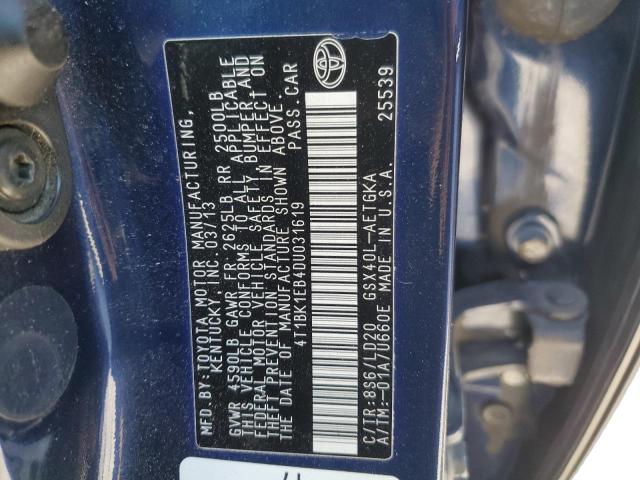 MFD.BY:TOYOTA MOTOR MANUFACTURING,
KENTUCKY, INC. 03/13
GVWR 4590LB GAWR FR 2625LB RR 2500LB
THIS VEHICLE CONFORMS TO ALL APPLICABLE
FEDERAL MOTOR VEHICLE SAFETY, BUMPER AND
THEFT PREVENTION STANDARDS IN EFFECT ON
THE DATE OF MANUFACTURE SHOWN ABOVE.
4T1BK1EB4DU031619 PASS.CAR
C/TR:8S6/LD20 GSX40L-AETGKA
A/TM:-01A/U660E MADE IN U.S.A. 25539